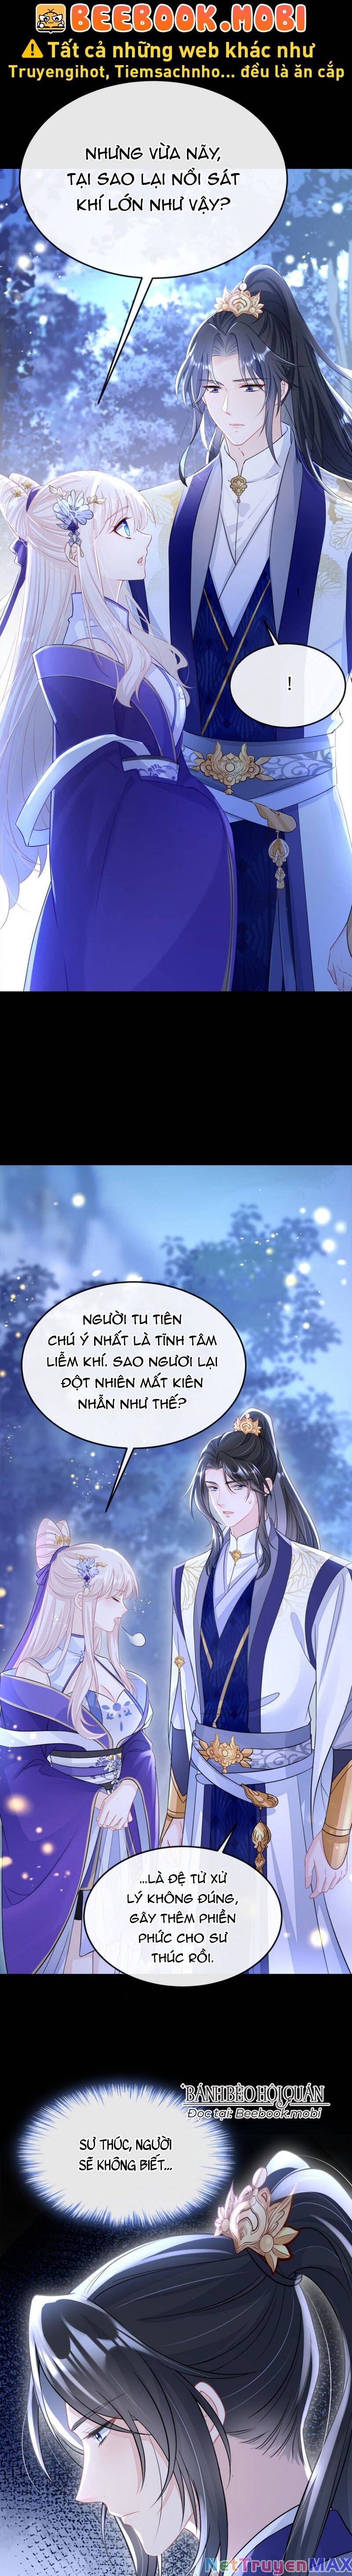 BEEBOOK.MOBI
Tất cả những web khác như
Truyengihot, Tiemsachnho... đều là ăn cắp
NHƯNG VỪA NÃY,
TẠI SAO LẠI NỔI SÁT
KHÍ LỚN NHƯ VẬY?
!
NGƯỜI TU TIÊN
CHÚ Ý NHẤT LÀ TĨNH TÂM
LIỄM KHÍ. SAO NGƯƠI LẠI
ĐỘT NHIÊN MẤT KIÊN
NHẪN NHƯ THẾ?
...LÀ ĐỆ TỬ XỬ
LÝ KHÔNG ĐÚNG,
GÂY THÊM PHIỀN
PHỨC CHO SƯ
THÚC RỒI.
BÁNH BÈO HỘI QUÁN
Đọc tại: Beebook.mobi
SƯ THÚC, NGƯỜI
SẼ KHÔNG BIẾT...
NETTRUYENMAX